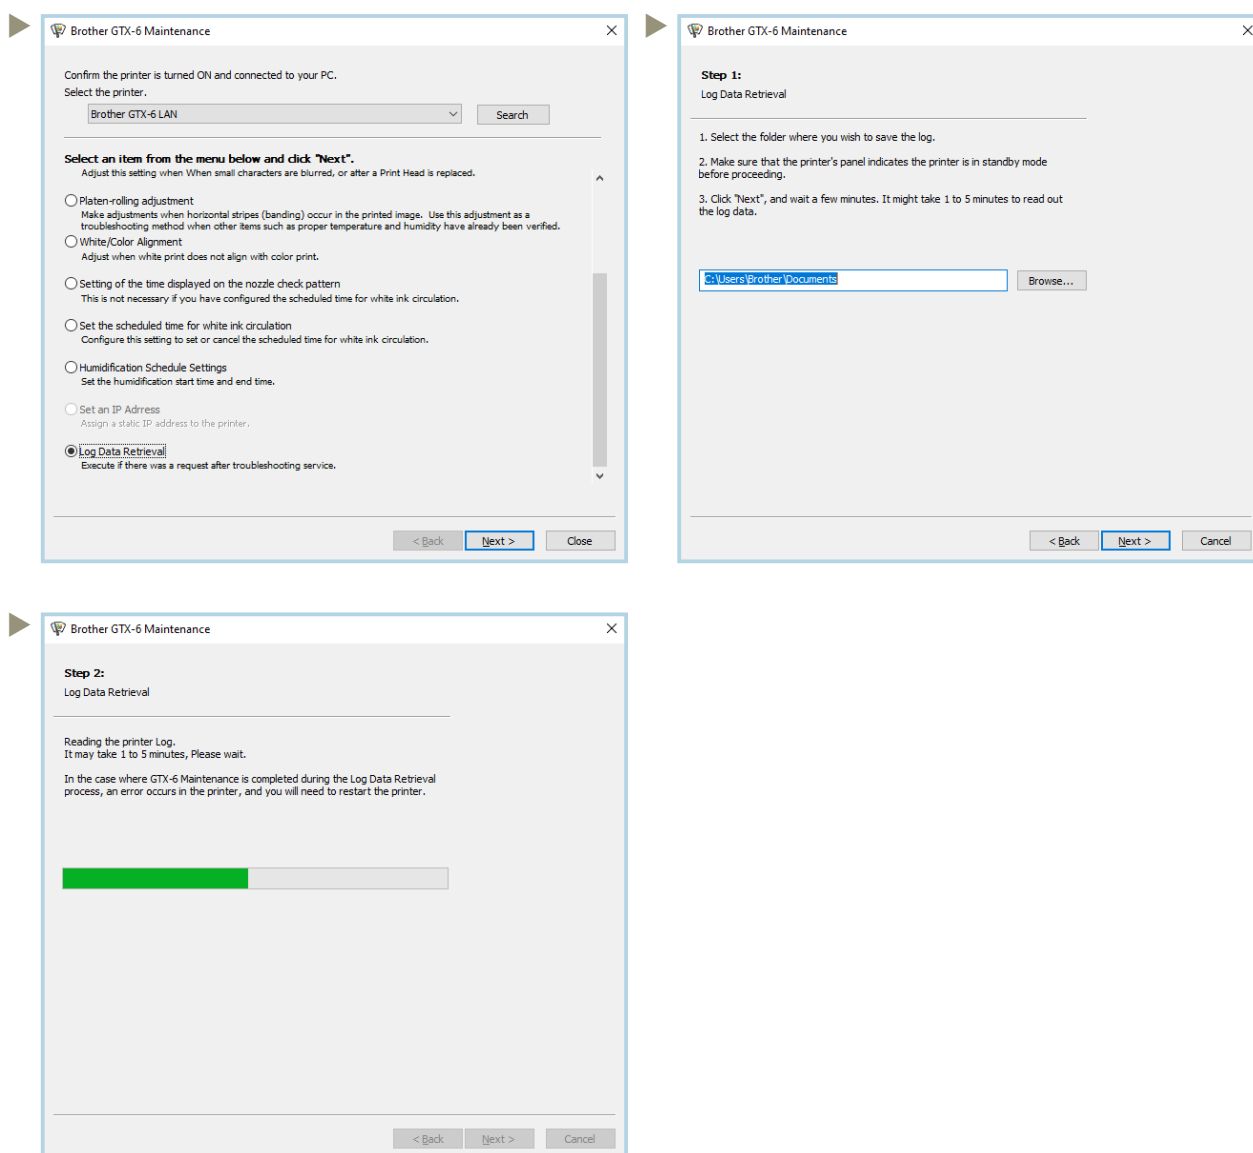 Brother GTX-6 Maintenance
Confirm the printer is turned ON and connected to your PC.
Select the printer.
Brother GTX-6 LAN
Search
Select an item from the menu below and click "Next".
Adjust this setting when When small characters are blurred, or after a Print Head is replaced.
Platen-rolling adjustment
Make adjustments when horizontal stripes (banding) occur in the printed image. Use this adjustment as a
troubleshooting method when other items such as proper temperature and humidity have already been verified.
White/Color Alignment
Adjust when white print does not align with color print.
Setting of the time displayed on the nozzle check pattern
This is not necessary if you have configured the scheduled time for white ink circulation.
Set the scheduled time for white ink circulation
Configure this setting to set or cancel the scheduled time for white ink circulation.
Humidification Schedule Settings
Set the humidification start time and end time.
Set an IP Adrress
Assign a static IP address to the printer.
Log Data Retrieval
Execute if there was a request after troubleshooting service.
< Back
Next >
Close
Brother GTX-6 Maintenance
Step 1:
Log Data Retrieval
1. Select the folder where you wish to save the log.
2. Make sure that the printer's panel indicates the printer is in standby mode
before proceeding.
3. Click "Next", and wait a few minutes. It might take 1 to 5 minutes to read out
the log data.
C:\Users\Brother\Documents
Browse...
< Back
Next >
Cancel
Brother GTX-6 Maintenance
Step 2:
Log Data Retrieval
Reading the printer Log.
It may take 1 to 5 minutes, Please wait.
In the case where GTX-6 Maintenance is completed during the Log Data Retrieval
process, an error occurs in the printer, and you will need to restart the printer.
< Back
Next >
Cancel